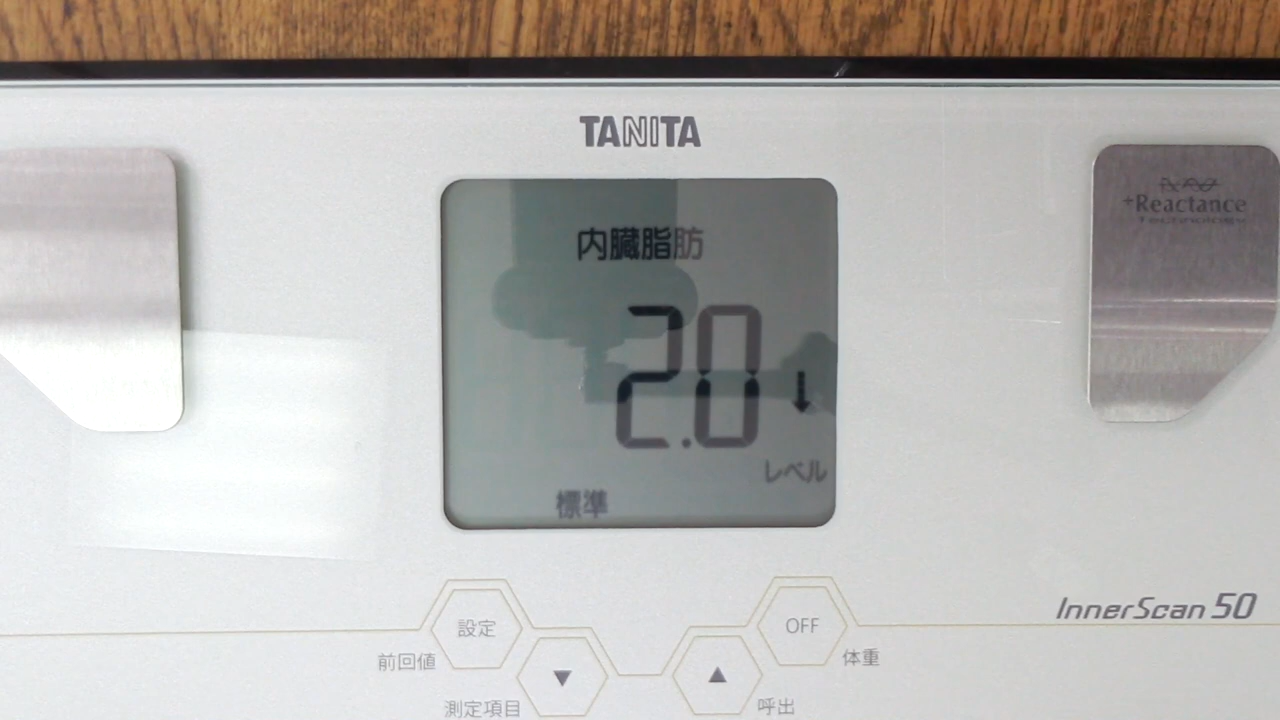 TANITA
+Reactance
Technology
内臓脂肪
2.0
レベル
標準
InnerScan 50
設定
OFF
前回値
体重
▼
▲
測定項目
呼出